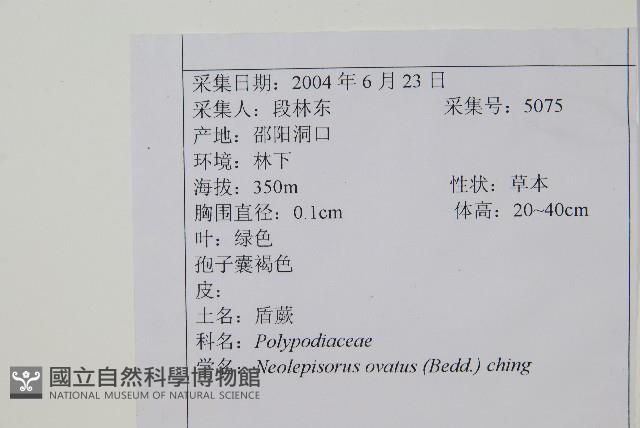 采集日期：2004 年 6 月 23 日
采集人：段林东 采集号：5075
产地：邵阳洞口
环境：林下
海拔：350m 性状：草本
胸围直径：0.1cm 体高：20~40cm
叶：绿色
孢子囊褐色
皮：
土名：盾蕨
科名：Polypodiaceae
学名：Neolepisorus ovatus (Bedd.) ching
國立自然科學博物館
NATIONAL MUSEUM OF NATURAL SCIENCE